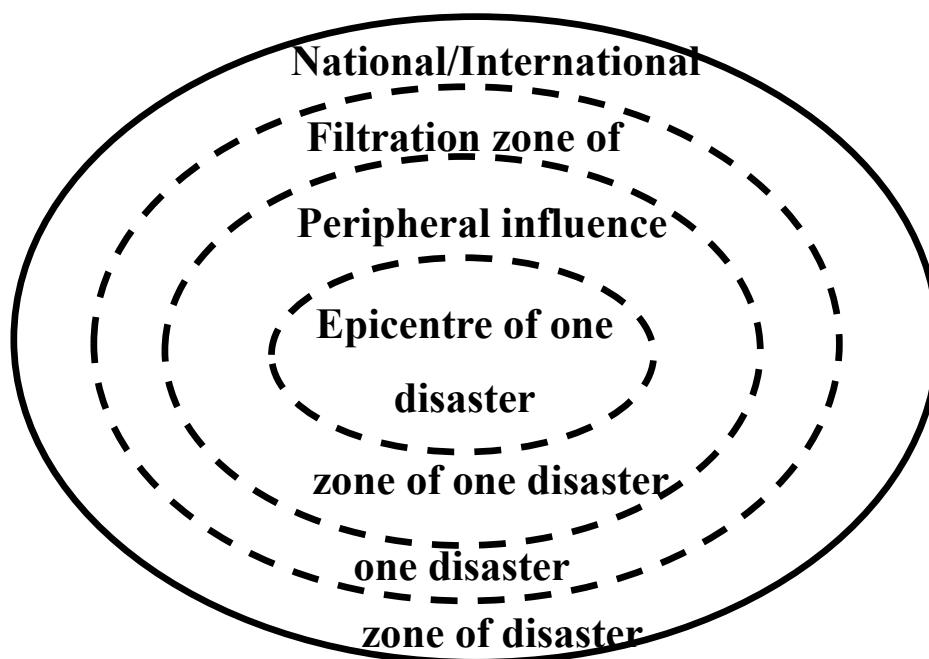 National/International
Filtration zone of
Peripheral influence
Epicentre of one
disaster
zone of one disaster
one disaster
zone of disaster